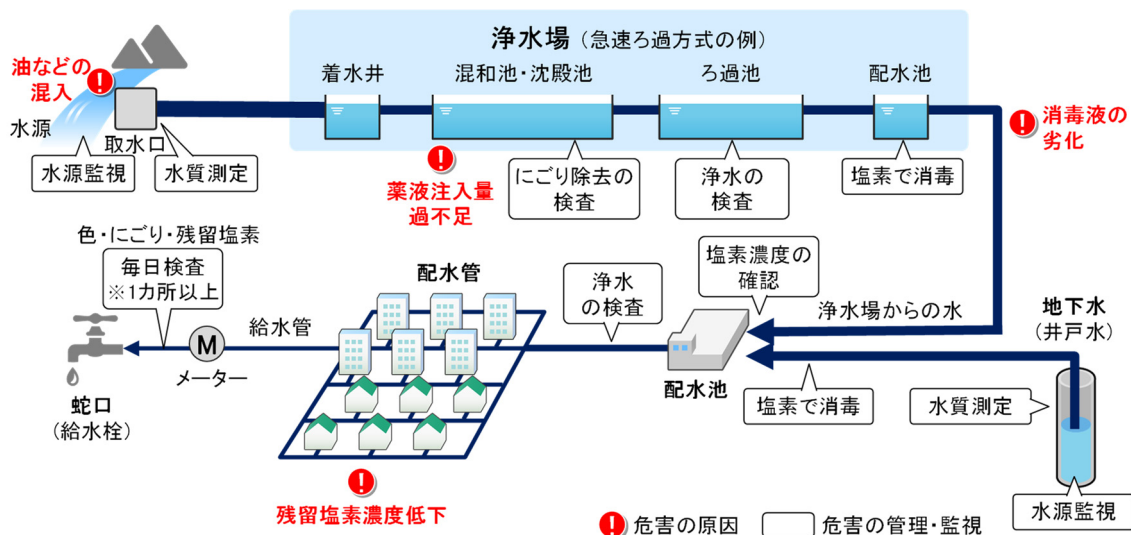 浄水場（急速ろ過方式の例）
油などの
混入
着水井
混和池・沈殿池
ろ過池
配水池
水源
取水口
消毒液の
劣化
水源監視
水質測定
薬液注入量
過不足
にごり除去の
検査
浄水の
検査
塩素で消毒
色・にごり・残留塩素
毎日検査
※1カ所以上
配水管
浄水
の検査
塩素濃度の
確認
浄水場からの水
地下水
（井戸水）
給水管
M
メーター
配水池
塩素で消毒
水質測定
蛇口
（給水栓）
残留塩素濃度低下
水源監視
危害の原因
危害の管理・監視